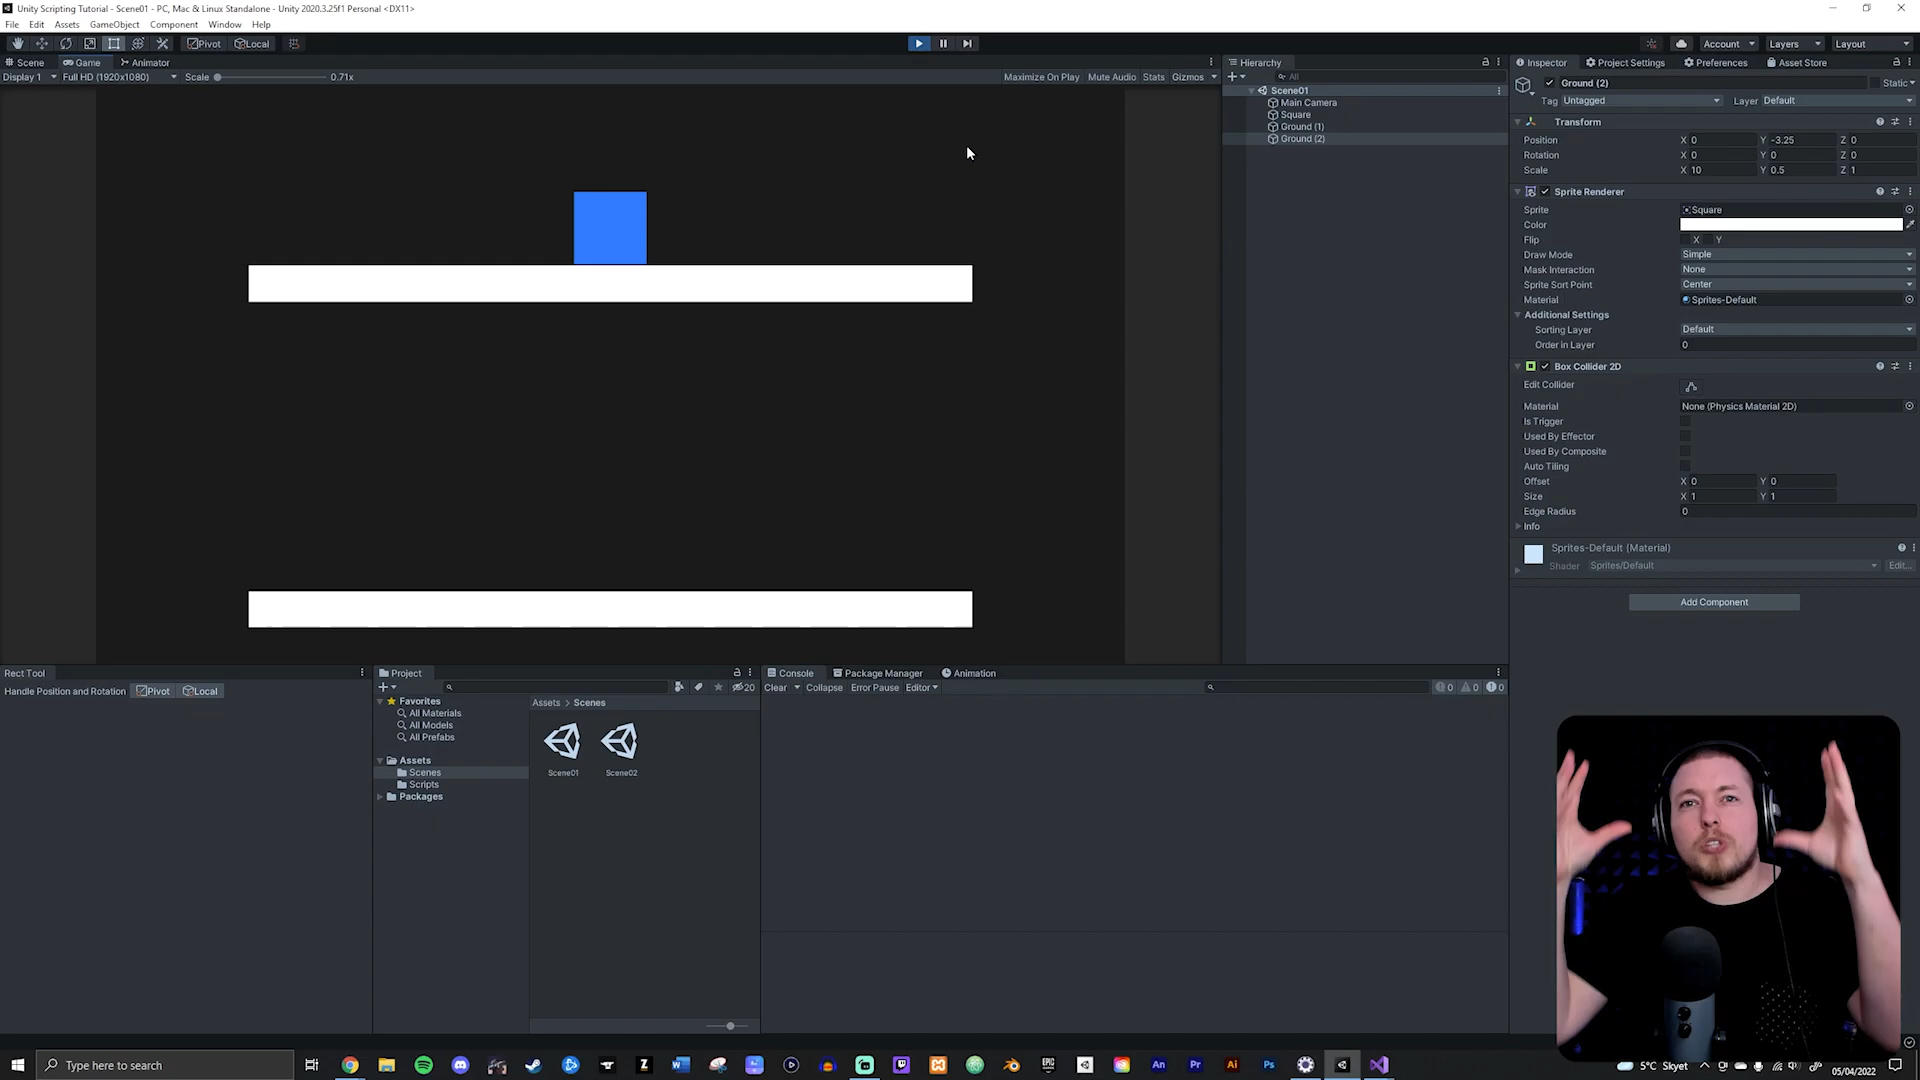 Unity Scripting Tutorial - Scene01 - PC, Mac & Linux Standalone - Unity 2020.3.25f1 Personal <DX11>
File Edit Assets GameObject Component Window Help
Pivot Local Account Layers Layout
Scene Game Animator
Display 1 Full HD (1920x1080) Scale 0.71x Maximize On Play Mute Audio Stats Gizmos
Hierarchy
All
Scene01
Main Camera
Square
Ground (1)
Ground (2)
Inspector Project Settings Preferences Asset Store
Ground (2) Static
Tag Untagged Layer Default
Transform
Position X 0 Y -3.25 Z 0
Rotation X 0 Y 0 Z 0
Scale X 10 Y 0.5 Z 1
Sprite Renderer
Sprite Square
Color
Flip X Y
Draw Mode Simple
Mask Interaction None
Sprite Sort Point Center
Material Sprites-Default
Additional Settings
Sorting Layer Default
Order in Layer 0
Box Collider 2D
Edit Collider
Material None (Physics Material 2D)
Is Trigger
Used By Effector
Used By Composite
Auto Tiling
Offset X 0 Y 0
Size X 1 Y 1
Edge Radius 0
Info
Sprites-Default (Material)
Shader Sprites/Default Edit...
Add Component
Rect Tool
Handle Position and Rotation Pivot Local
Project
20
Favorites
All Materials
All Models
All Prefabs
Assets
Scenes
Scripts
Packages
Assets > Scenes
Scene01 Scene02
Console Package Manager Animation
Clear Collapse Error Pause Editor 0 0 0
Type here to search
Z W EPIC An Pr Ai Ps
5°C Skyet
05/04/2022